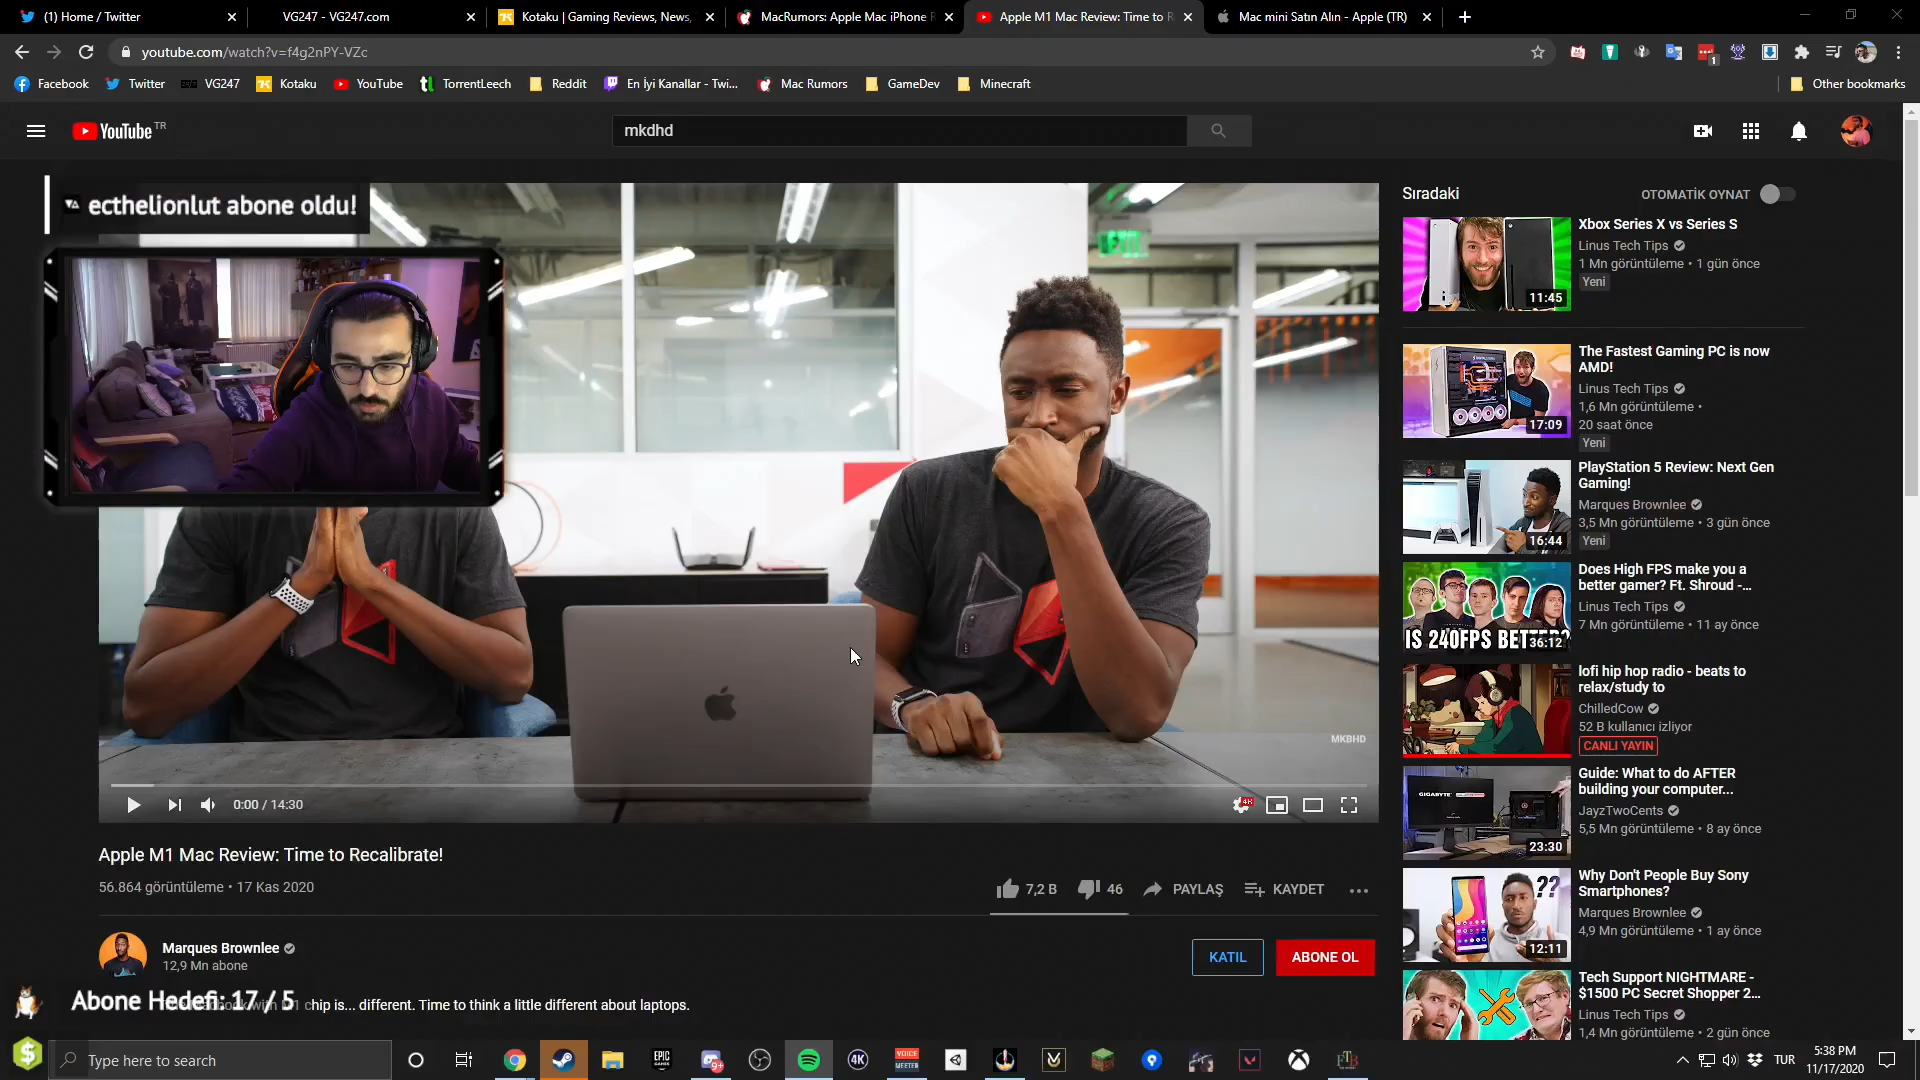 (1) Home / Twitter
VG247 - VG247.com
Kotaku | Gaming Reviews, News,
MacRumors: Apple Mac iPhone R
Apple M1 Mac Review: Time to R
Mac mini Satın Alın - Apple (TR)
youtube.com/watch?v=f4g2nPY-VZc
1
Facebook
Twitter
VG247
Kotaku
YouTube
TorrentLeech
Reddit
En İyi Kanallar - Twi...
Mac Rumors
GameDev
Minecraft
Other bookmarks
YouTube TR
mkdhd
ecthelionlut abone oldu!
MKBHD
0:00 / 14:30
4K
Apple M1 Mac Review: Time to Recalibrate!
56.864 görüntüleme • 17 Kas 2020
7,2 B
46
PAYLAŞ
KAYDET
Marques Brownlee
12,9 Mn abone
KATIL
ABONE OL
Abone Hedefi: 17 / 5
chip is... different. Time to think a little different about laptops.
Sıradaki
OTOMATİK OYNAT
11:45
Xbox Series X vs Series S
Linus Tech Tips
1 Mn görüntüleme • 1 gün önce
Yeni
17:09
The Fastest Gaming PC is now
AMD!
Linus Tech Tips
1,6 Mn görüntüleme •
20 saat önce
Yeni
16:44
PlayStation 5 Review: Next Gen
Gaming!
Marques Brownlee
3,5 Mn görüntüleme • 3 gün önce
Yeni
IS 240FPS BETTER?
36:12
Does High FPS make you a
better gamer? Ft. Shroud -...
Linus Tech Tips
7 Mn görüntüleme • 11 ay önce
lofi hip hop radio - beats to
relax/study to
ChilledCow
52 B kullanıcı izliyor
CANLI YAYIN
GIGABYTE
23:30
Guide: What to do AFTER
building your computer...
JayzTwoCents
5,5 Mn görüntüleme • 8 ay önce
??
12:11
Why Don't People Buy Sony
Smartphones?
Marques Brownlee
4,9 Mn görüntüleme • 1 ay önce
Tech Support NIGHTMARE -
$1500 PC Secret Shopper 2...
Linus Tech Tips
1,4 Mn görüntüleme • 2 gün önce
Type here to search
EPIC
GAMES
9+
4K
VOICE
MEETER
TUR
5:38 PM
11/17/2020